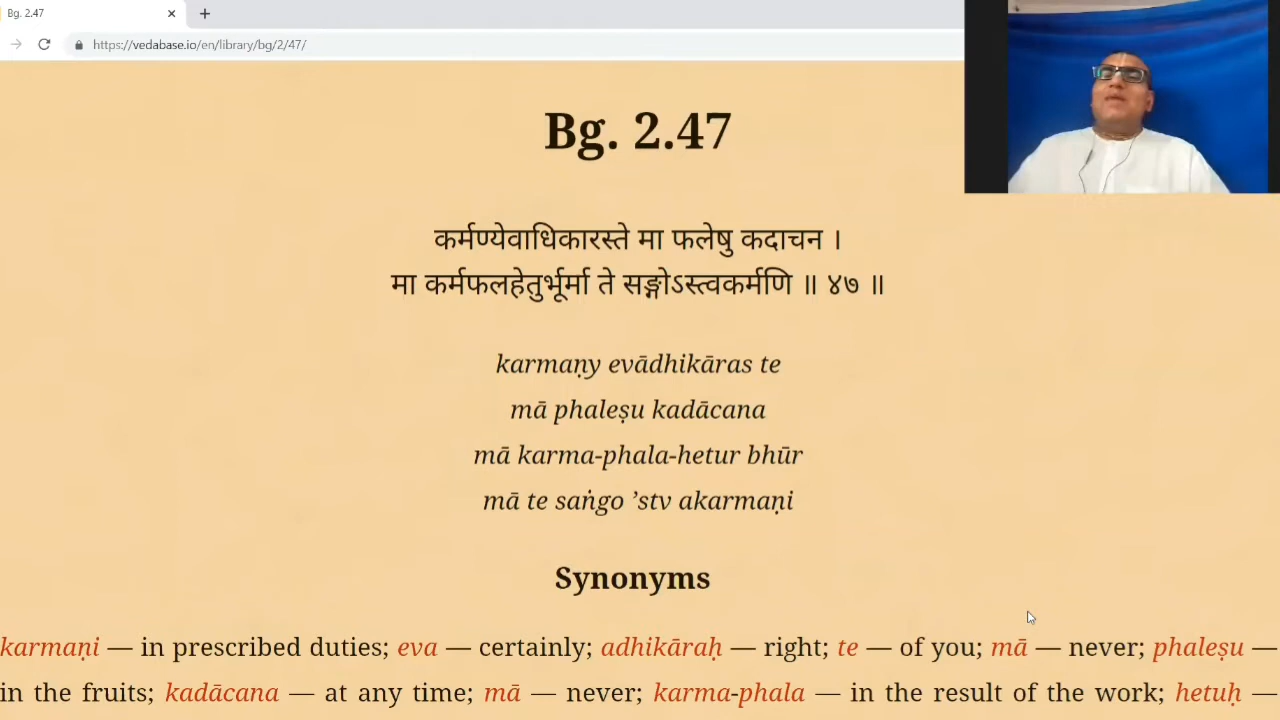 Bg. 2.47
https://vedabase.io/en/library/bg/2/47/
Bg. 2.47
कर्मण्येवाधिकारस्ते मा फलेषु कदाचन ।
मा कर्मफलहेतुर्भूर्मा ते सङ्गोऽस्त्वकर्मणि ॥ ४७ ॥
karmaṇy evādhikāras te
mā phaleṣu kadācana
mā karma-phala-hetur bhūr
mā te saṅgo ’stv akarmaṇi
Synonyms
karmaṇi — in prescribed duties; eva — certainly; adhikāraḥ — right; te — of you; mā — never; phaleṣu —
in the fruits; kadācana — at any time; mā — never; karma-phala — in the result of the work; hetuḥ —